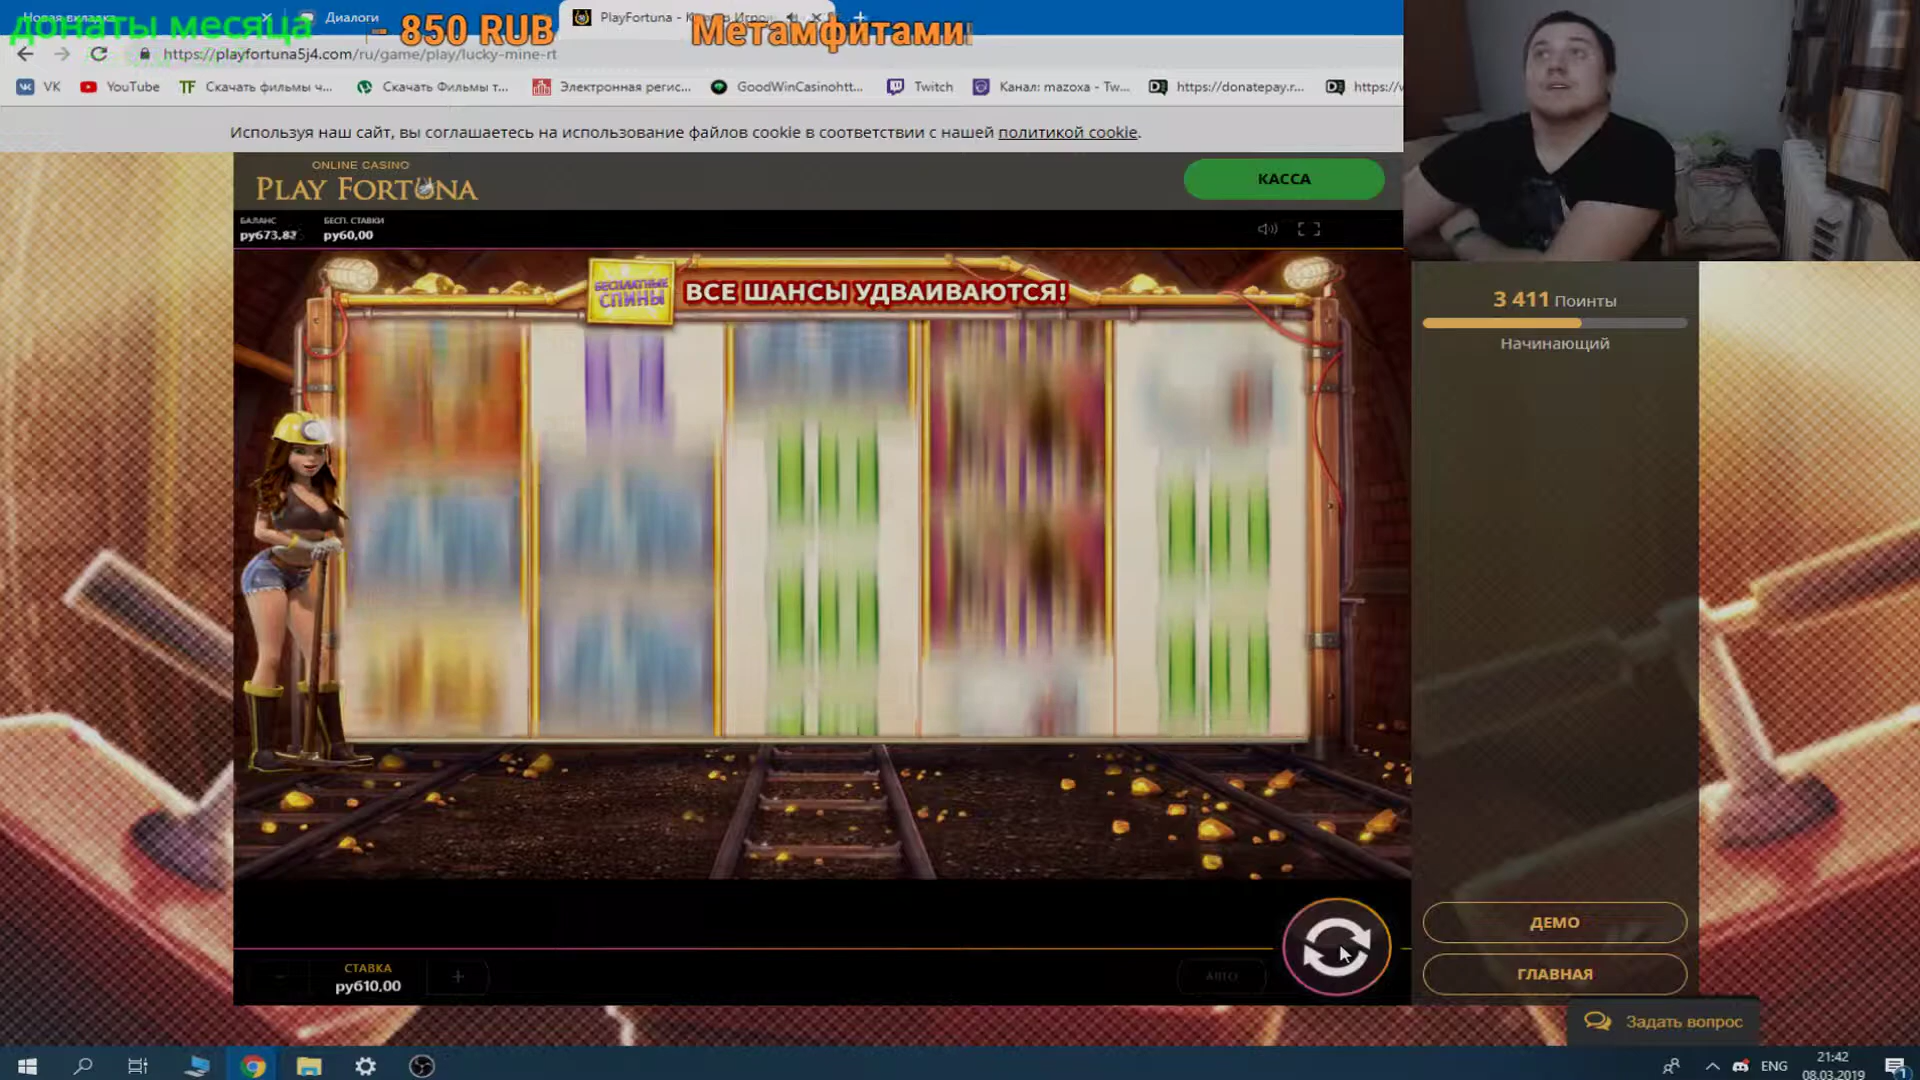 Новая вкладка
Диалоги
PlayFortuna -
донаты месяца
- 850 RUB
Метамфитами
https://playfortuna5j4.com/ru/game/play/lucky-mine-rt
VK
YouTube
Скачать фильмы ч...
Скачать Фильмы т...
Электронная регис...
GoodWinCasinohtt...
Twitch
Канал: mazoxa - Tw...
https://donatepay.r...
Используя наш сайт, вы соглашаетесь на использование файлов cookie в соответствии с нашей политикой cookie.
ONLINE CASINO
PLAY FORTUNA
КАССА
БАЛАНС
БЕСП. СТАВКИ
ру60,00
БЕСПЛАТНЫЕ
СПИНЫ
ВСЕ ШАНСЫ УДВАИВАЮТСЯ!
3 411 Поинты
Начинающий
ДЕМО
ГЛАВНАЯ
СТАВКА
ру610,00
АВТО
Задать вопрос
ENG
21:42
08.03.2019